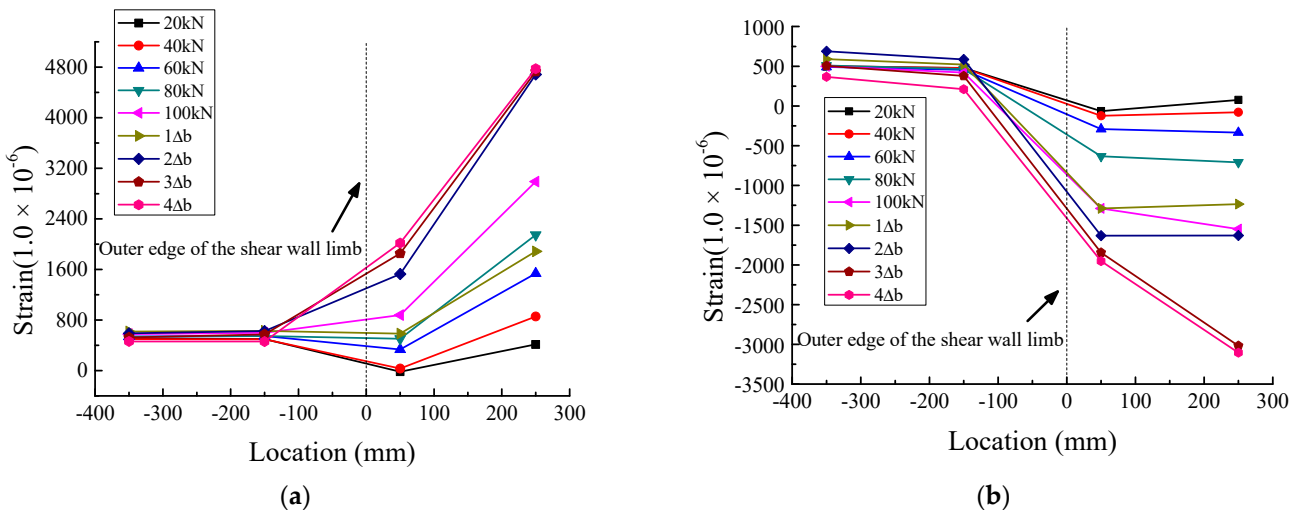 20kN
40kN
60kN
80kN
100kN
1Δb
2Δb
3Δb
4Δb
4800
4000
3200
2400
1600
800
0
Strain(1.0 × 10⁻⁶)
Outer edge of the shear wall limb
-400 -300 -200 -100 0 100 200 300
Location (mm)
(a)
1000
500
0
-500
-1000
-1500
-2000
-2500
-3000
-3500
Strain(1.0 × 10⁻⁶)
20kN
40kN
60kN
80kN
100kN
1Δb
2Δb
3Δb
4Δb
Outer edge of the shear wall limb
-400 -300 -200 -100 0 100 200 300
Location (mm)
(b)